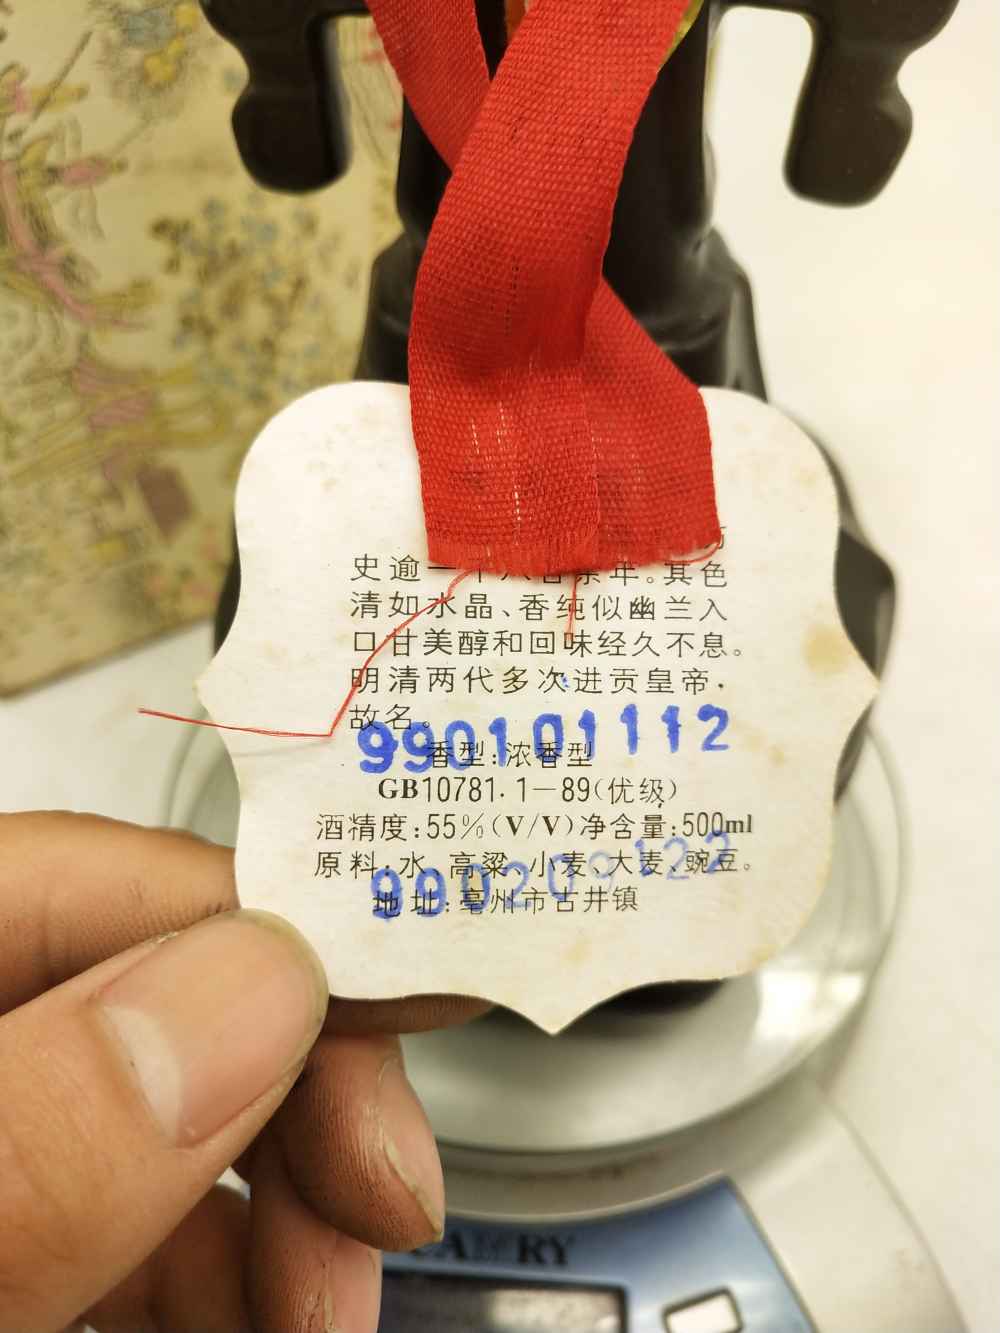 史逾一千八百余年。其色
清如水晶、香纯似幽兰入
口甘美醇和回味经久不息。
明清两代多次进贡皇帝,
故名。
990101112
香型:浓香型
GB10781.1—89(优级)
酒精度:55%(V/V)净含量:500ml
原料:水、高粱、小麦、大麦、豌豆。
990209122
地址:亳州市古井镇
CAMRY